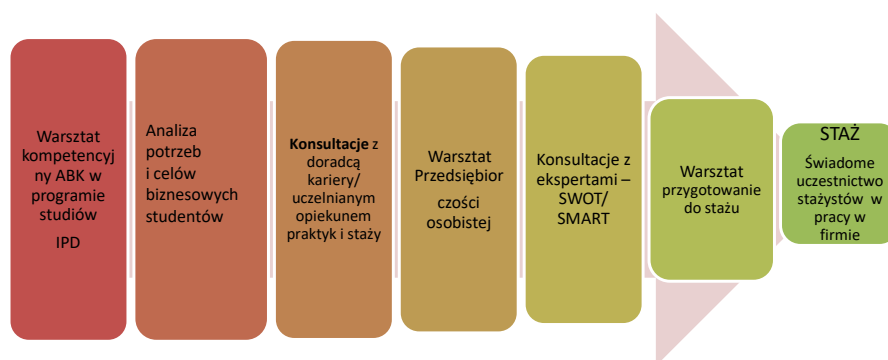 Warsztat
kompetencyj
ny ABK w
programie
studiów
IPD
Analiza
potrzeb
i celów
biznesowych
studentów
Konsultacje z
doradcą
kariery/
uczelnianym
opiekunem
praktyk i staży
Warsztat
Przedsiębior
czości
osobistej
Konsultacje z
ekspertami –
SWOT/
SMART
Warsztat
przygotowanie
do stażu
STAŻ
Świadome
uczestnictwo
stażystów w
pracy w
firmie